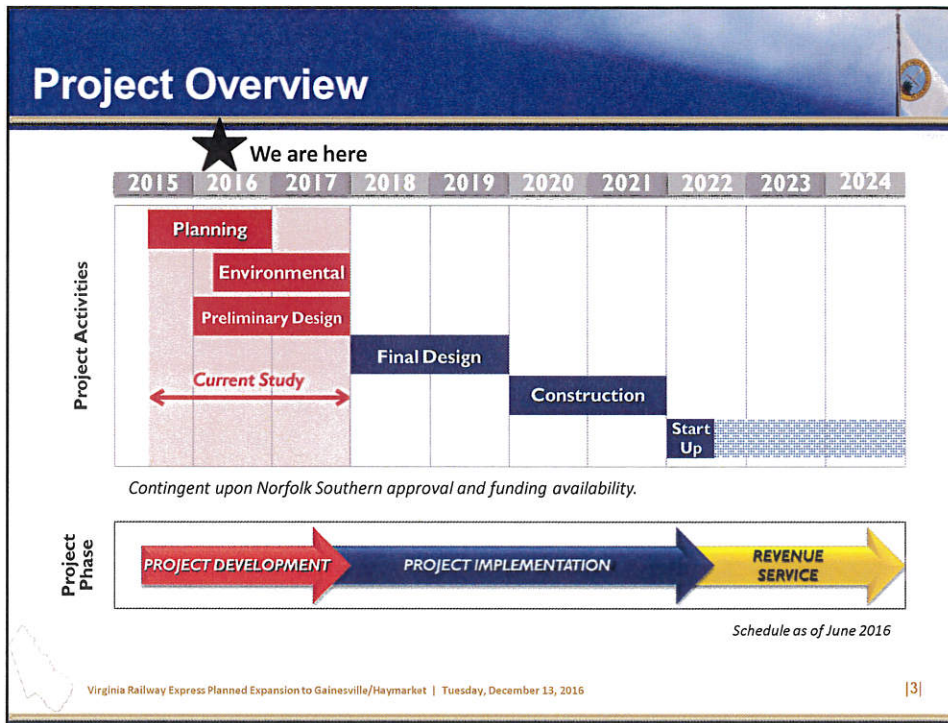 Project Overview
We are here
2015 2016 2017 2018 2019 2020 2021 2022 2023 2024
Project Activities
Planning
Environmental
Preliminary Design
Final Design
Current Study
Construction
Start
Up
Contingent upon Norfolk Southern approval and funding availability.
Project
Phase
PROJECT DEVELOPMENT
PROJECT IMPLEMENTATION
REVENUE
SERVICE
Schedule as of June 2016
Virginia Railway Express Planned Expansion to Gainesville/Haymarket | Tuesday, December 13, 2016
|3|